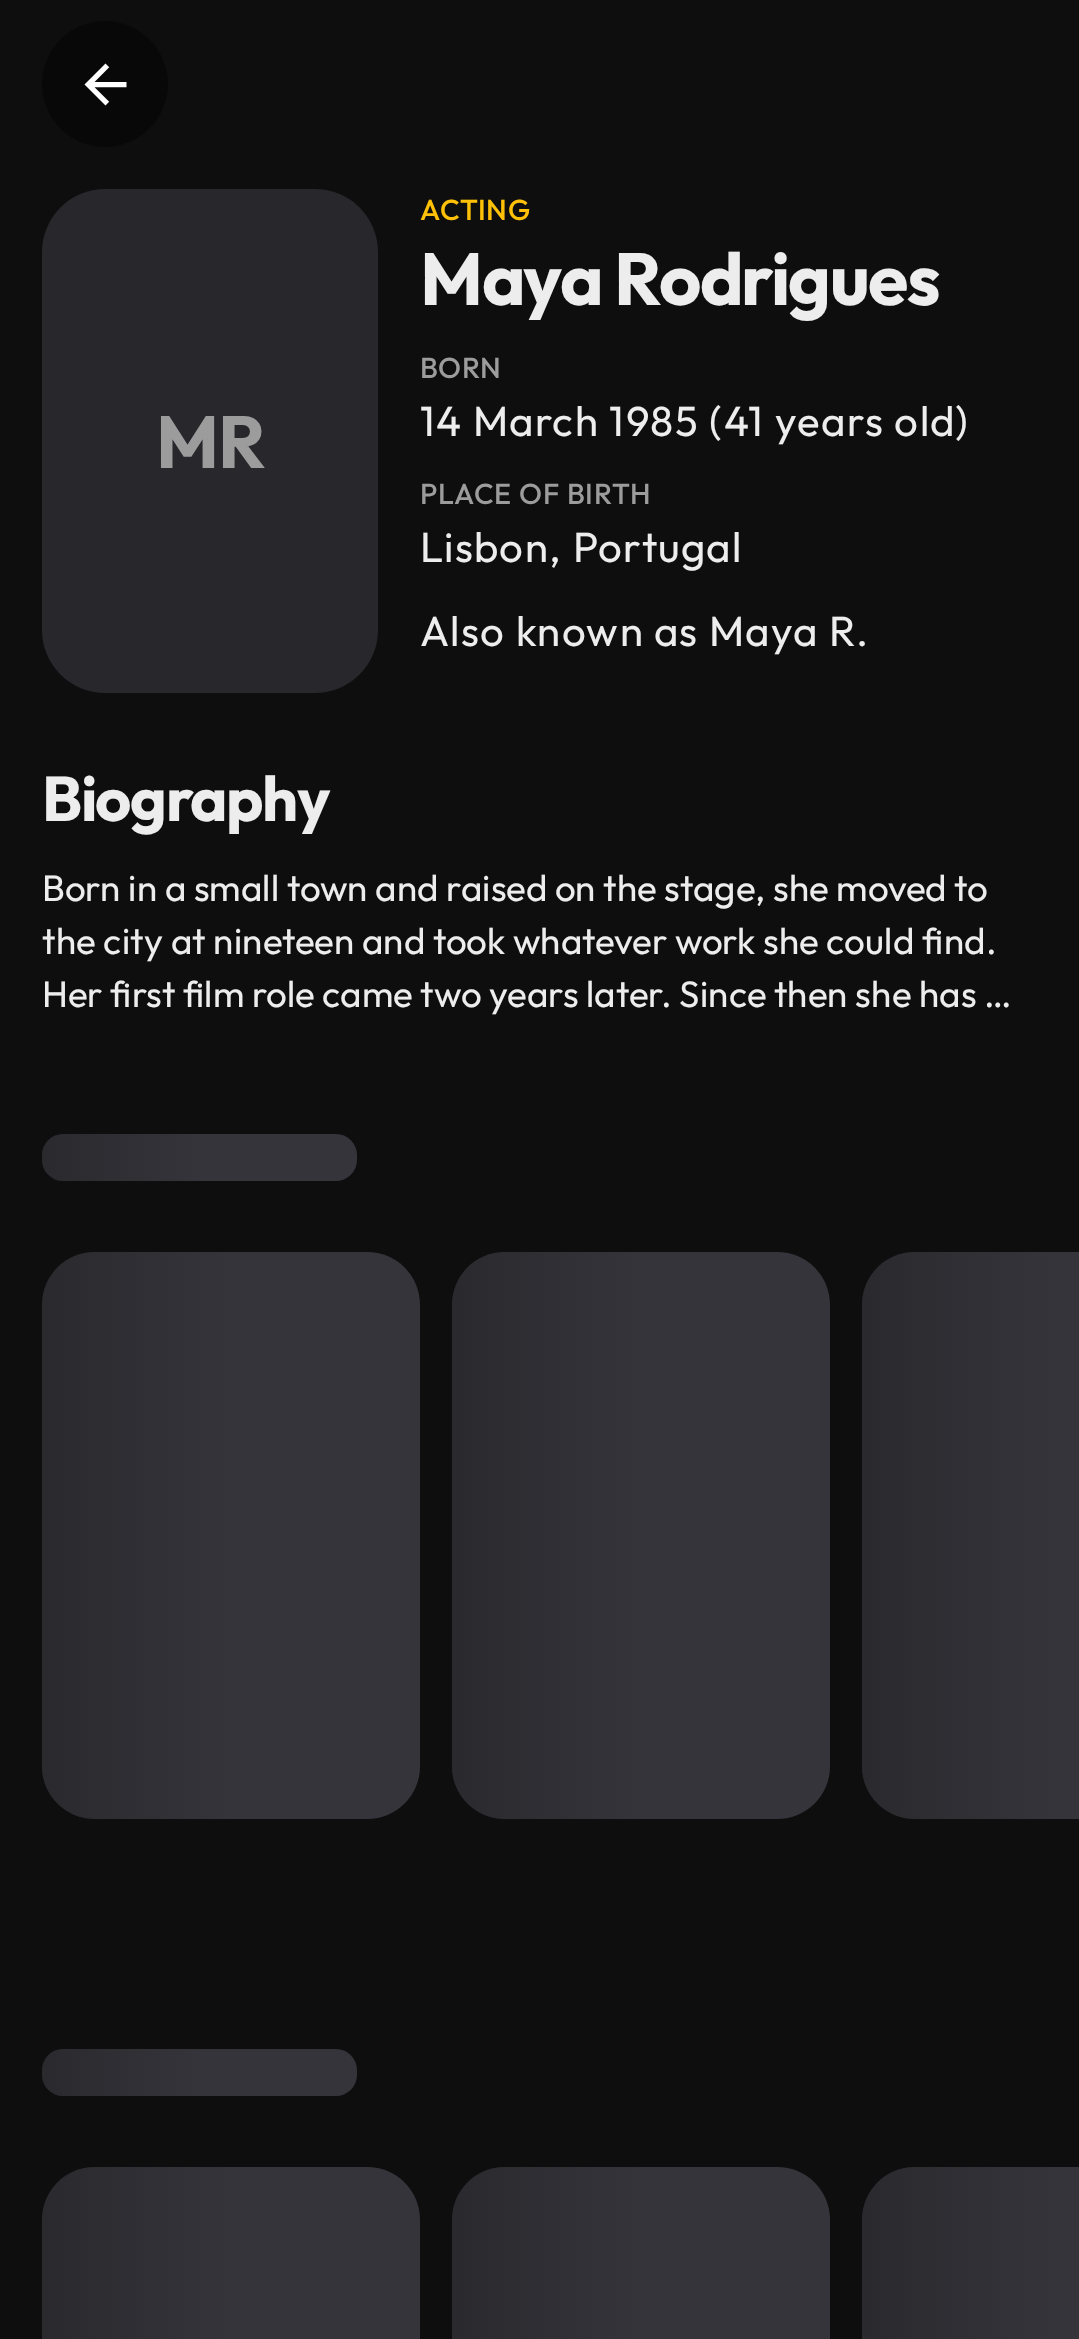 ACTING
Maya Rodrigues
MR
BORN
14 March 1985 (41 years old)
PLACE OF BIRTH
Lisbon, Portugal
Also known as Maya R.
Biography
Born in a small town and raised on the stage, she moved to
the city at nineteen and took whatever work she could find.
Her first film role came two years later. Since then she has ...